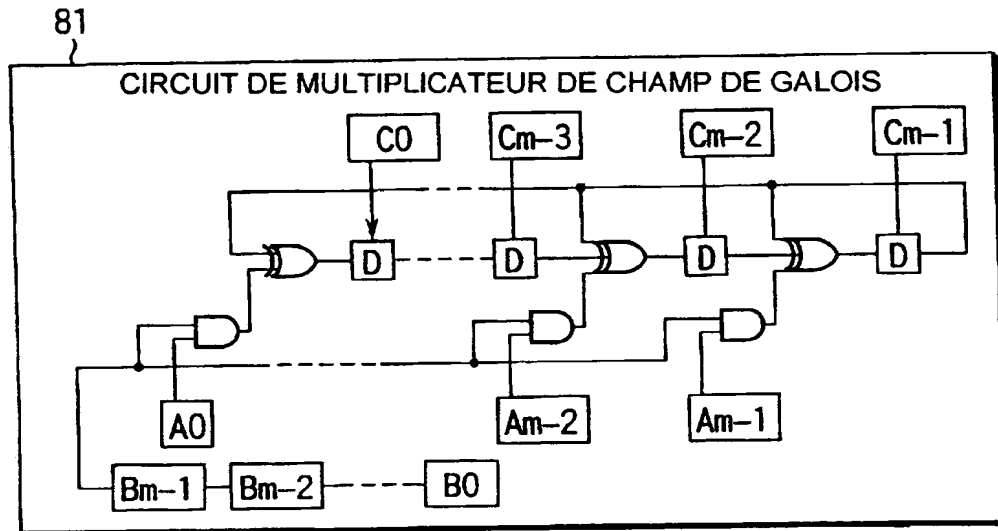 81
CIRCUIT DE MULTIPLICATEUR DE CHAMP DE GALOIS
C0 Cm-3 Cm-2 Cm-1
D D D D
A0 Am-2 Am-1
Bm-1 Bm-2 B0